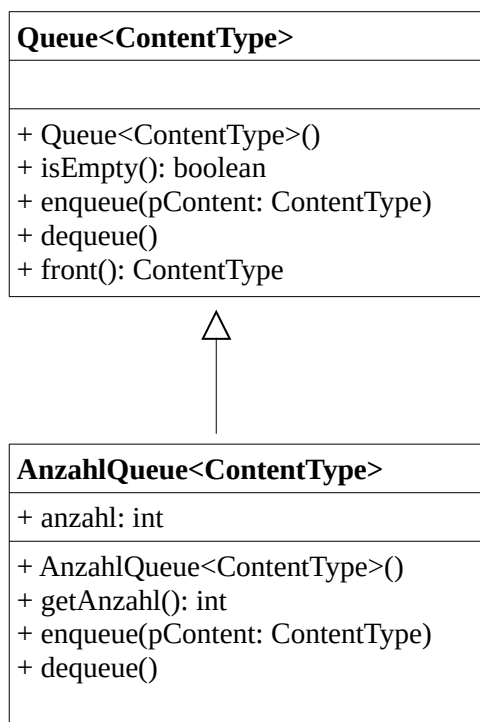 Queue<ContentType>
+ Queue<ContentType>()
+ isEmpty(): boolean
+ enqueue(pContent: ContentType)
+ dequeue()
+ front(): ContentType
AnzahlQueue<ContentType>
+ anzahl: int
+ AnzahlQueue<ContentType>()
+ getAnzahl(): int
+ enqueue(pContent: ContentType)
+ dequeue()